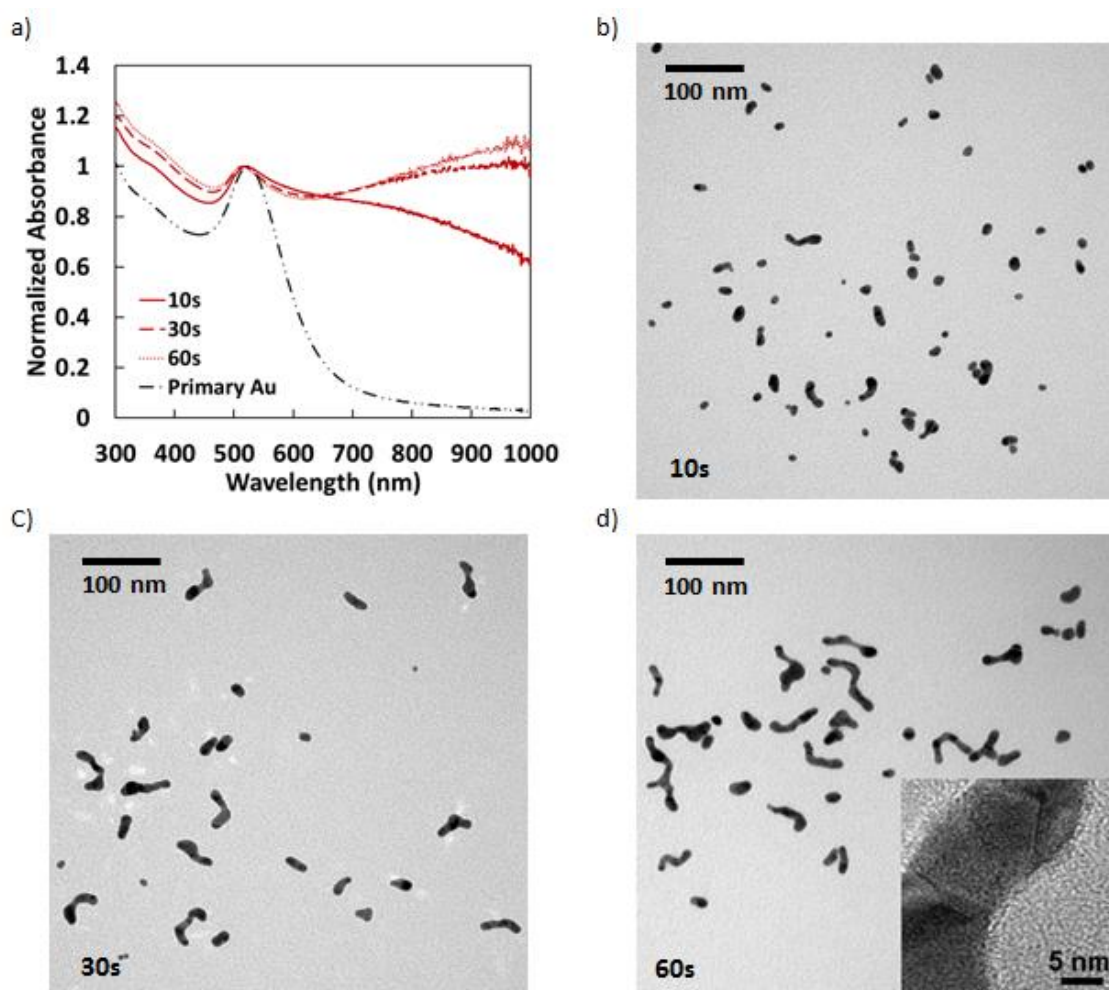 a)
1.4
1.2
1
0.8
0.6
0.4
0.2
0
300 400 500 600 700 800 900 1000
Normalized Absorbance
Wavelength (nm)
10s
30s
60s
Primary Au
b)
100 nm
10s
C)
100 nm
30s
d)
100 nm
60s
5 nm